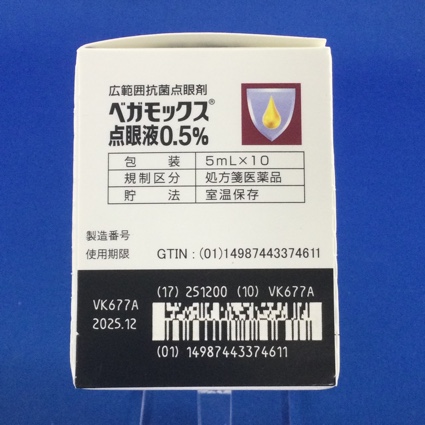 広範囲抗菌点眼剤
ベガモックス®
点眼液0.5%
包装 5mL×10
規制区分 処方箋医薬品
貯法 室温保存
製造番号
使用期限 GTIN:(01)14987443374611
(17) 251200 (10) VK677A
VK677A
2025.12
(01) 14987443374611